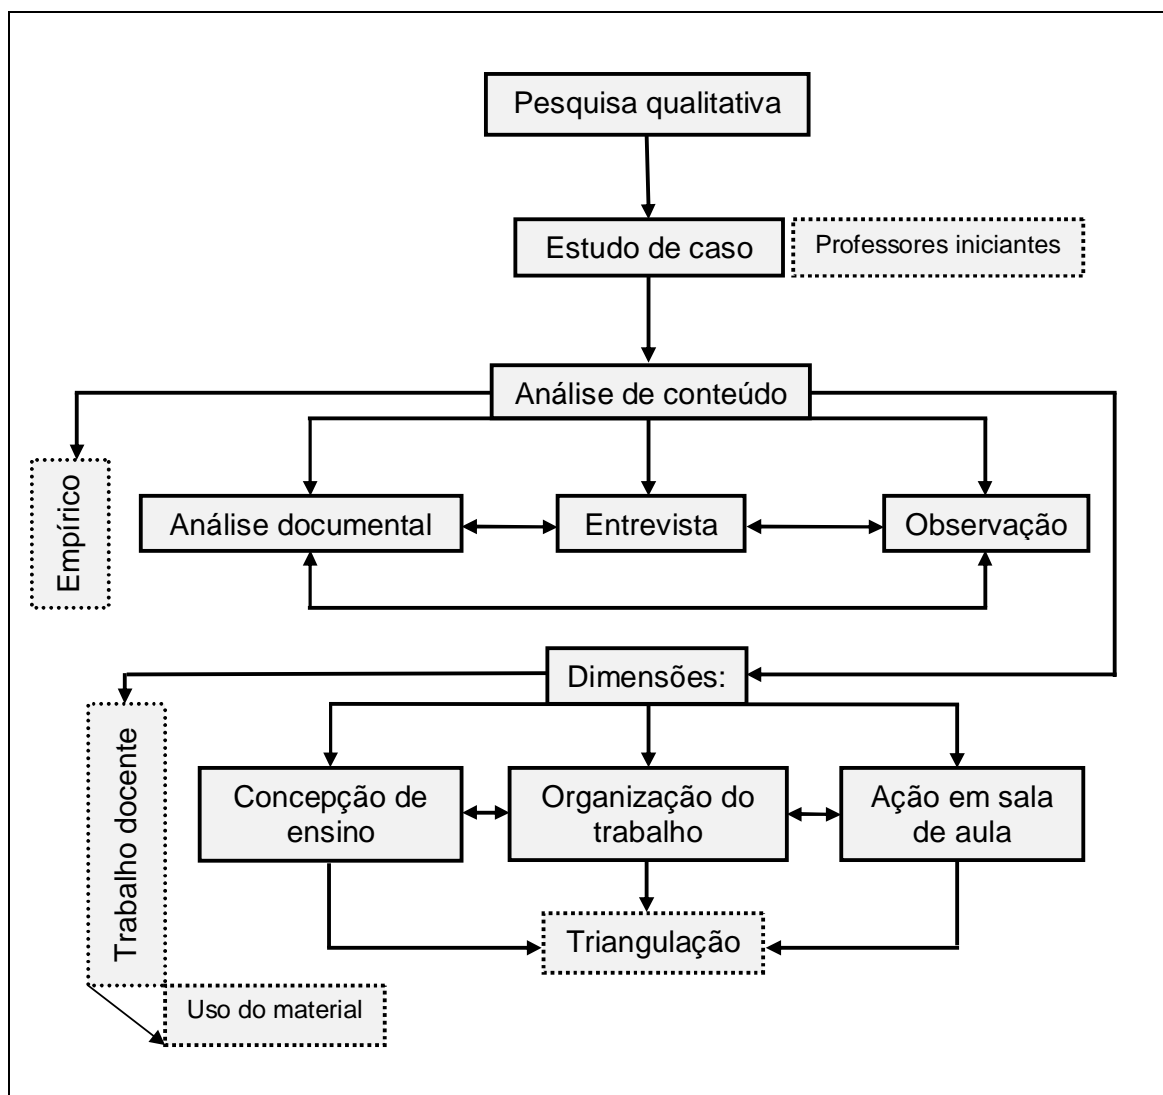 Pesquisa qualitativa
Estudo de caso
Professores iniciantes
Análise de conteúdo
Empírico
Análise documental
Entrevista
Observação
Dimensões:
Trabalho docente
Concepção de
ensino
Organização do
trabalho
Ação em sala
de aula
Triangulação
Uso do material